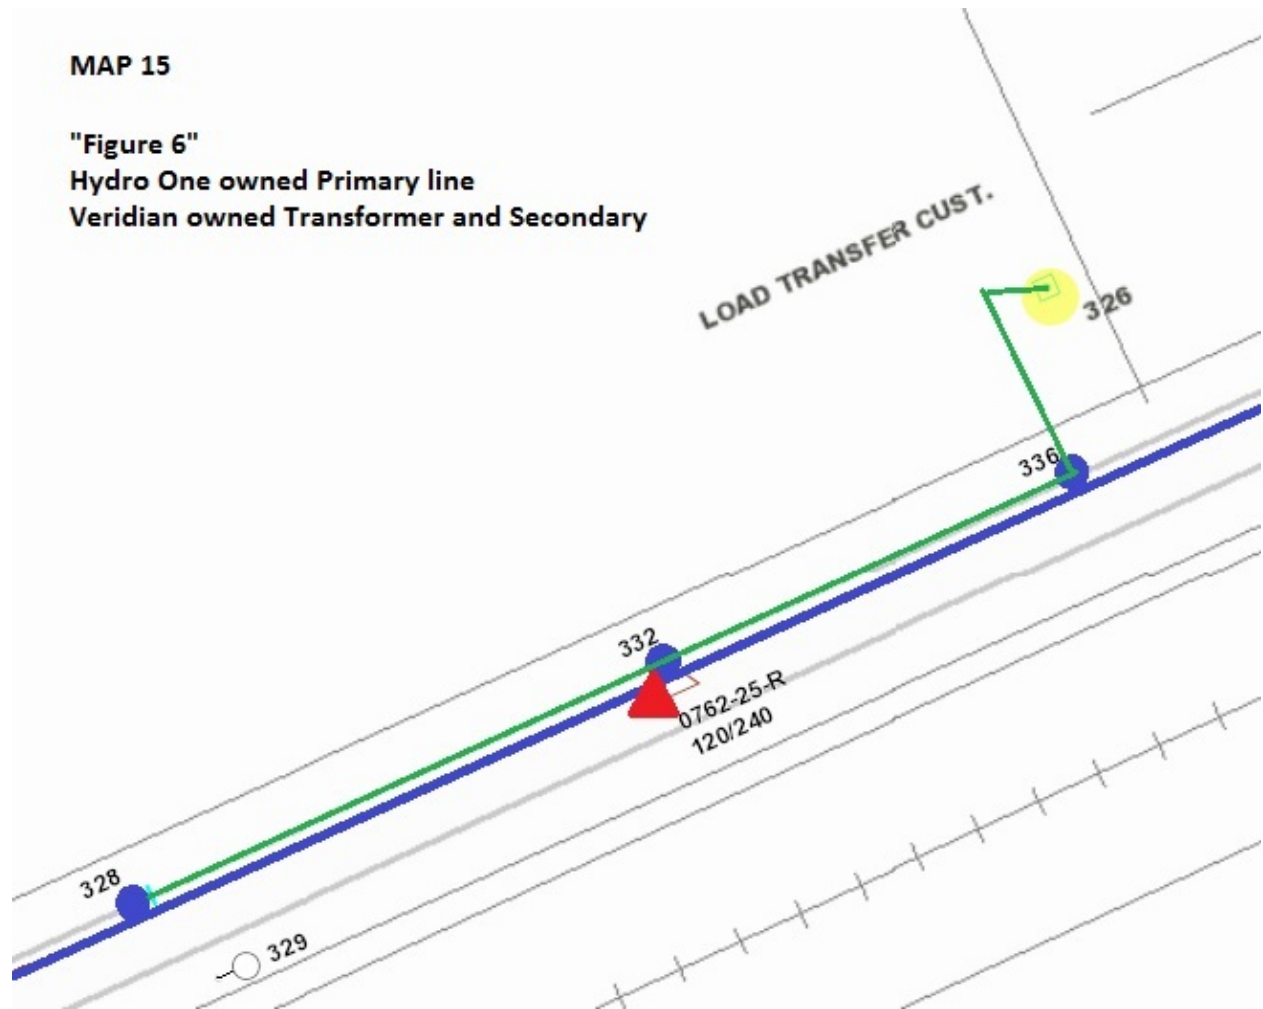 MAP 15
"Figure 6"
Hydro One owned Primary line
Veridian owned Transformer and Secondary
LOAD TRANSFER CUST.
326
336
332
0762-25-R
120/240
328
329